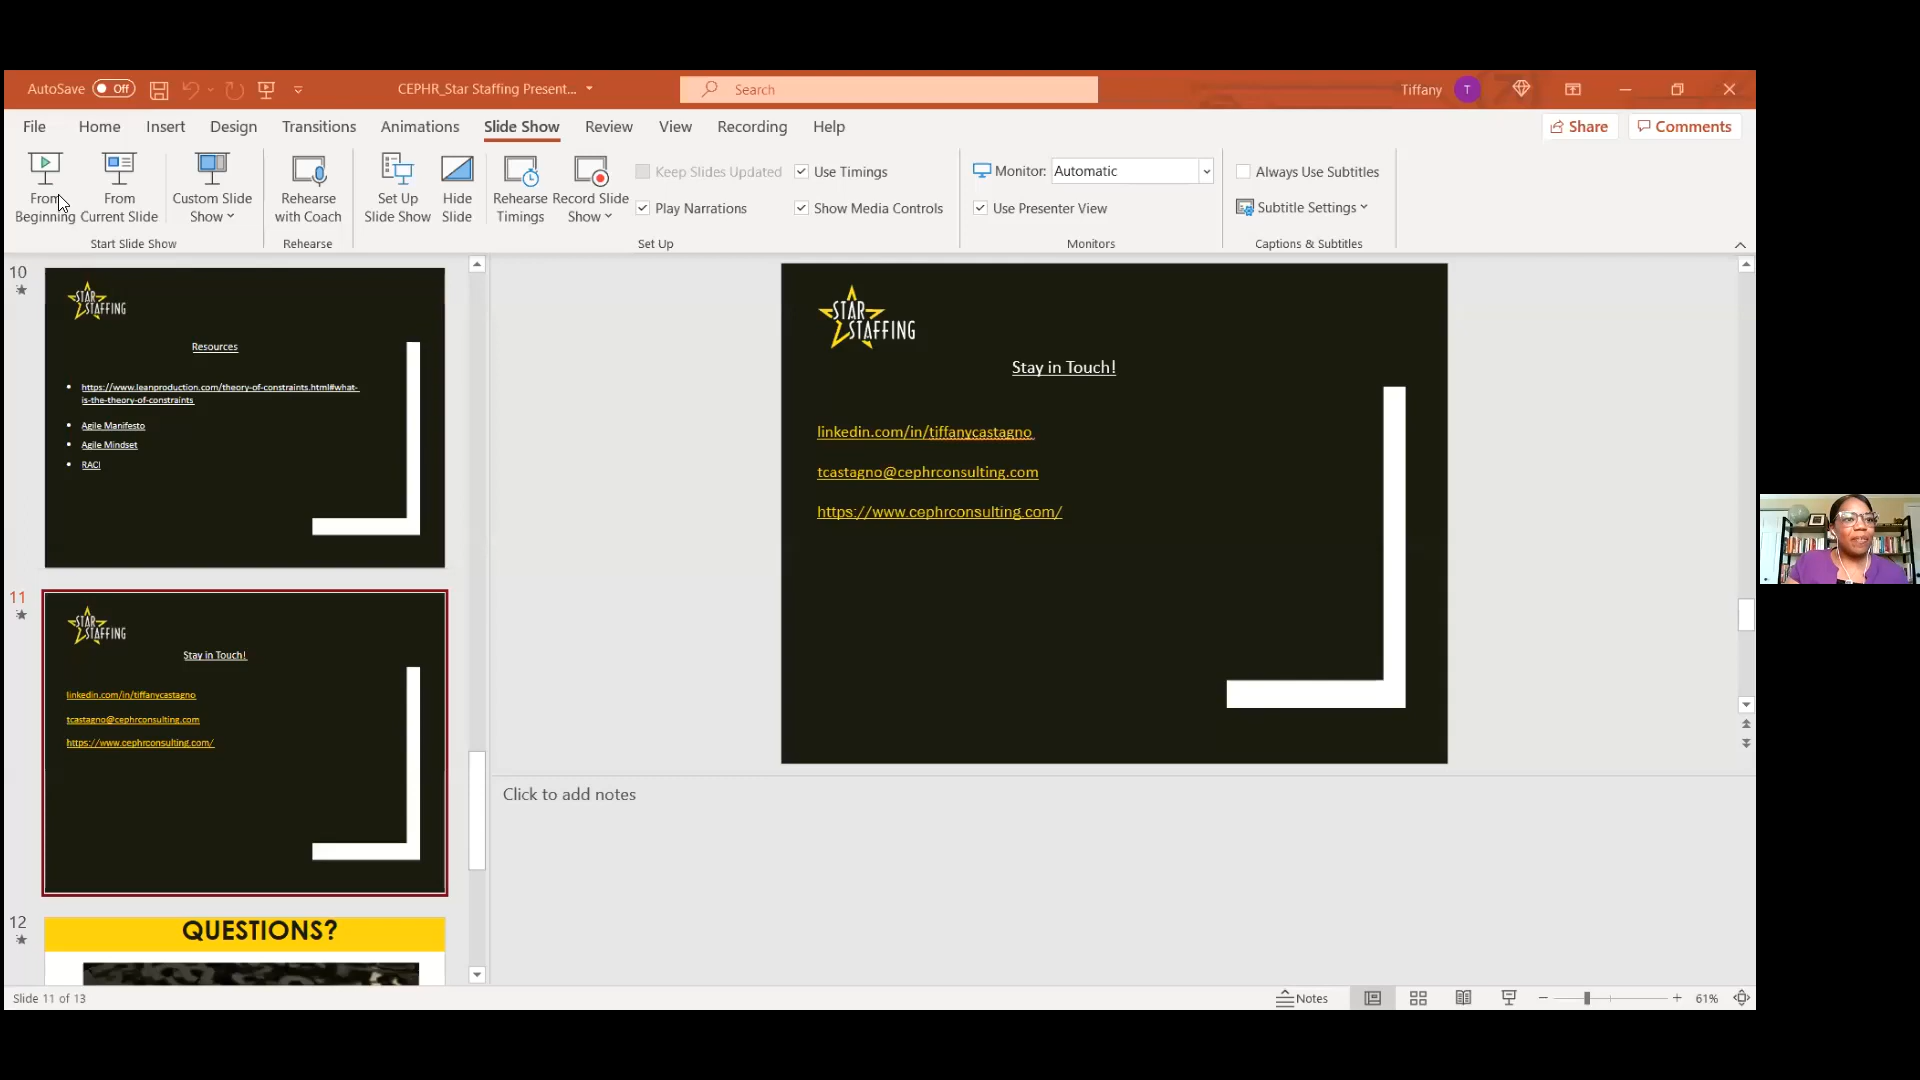 AutoSave Off
CEPHR_Star Staffing Present...
Search
Tiffany T
File Home Insert Design Transitions Animations Slide Show Review View Recording Help
Share Comments
From Beginning
From Current Slide
Custom Slide Show
Start Slide Show
Rehearse with Coach
Rehearse
Set Up Slide Show
Hide Slide
Rehearse Timings
Record Slide Show
Keep Slides Updated
Use Timings
Play Narrations
Show Media Controls
Set Up
Monitor: Automatic
Use Presenter View
Monitors
Always Use Subtitles
Subtitle Settings
Captions & Subtitles
10
STAR
STAFFING
Resources
https://www.leanproduction.com/theory-of-constraints.html#what-
is-the-theory-of-constraints
Agile Manifesto
Agile Mindset
RACI
11
STAR
STAFFING
Stay in Touch!
linkedin.com/in/tiffanycastagno
tcastagno@cephrconsulting.com
https://www.cephrconsulting.com/
12
QUESTIONS?
STAR
STAFFING
Stay in Touch!
linkedin.com/in/tiffanycastagno
tcastagno@cephrconsulting.com
https://www.cephrconsulting.com/
Click to add notes
Slide 11 of 13
Notes
61%